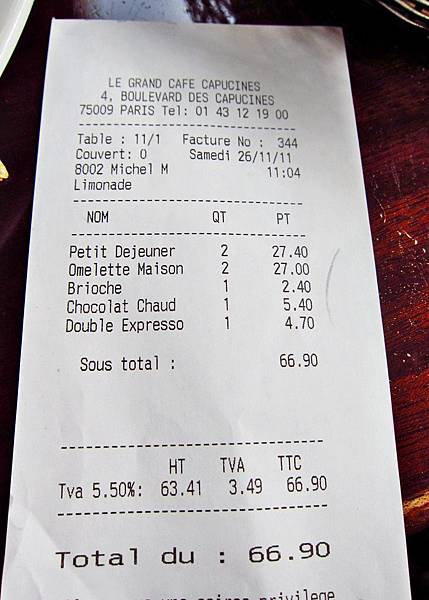 LE GRAND CAFE CAPUCINES
4, BOULEVARD DES CAPUCINES
75009 PARIS Tel: 01 43 12 19 00
Table : 11/1 Facture No : 344
Couvert: 0 Samedi 26/11/11
8002 Michel M 11:04
Limonade
NOM QT PT
Petit Dejeuner 2 27.40
Omelette Maison 2 27.00
Brioche 1 2.40
Chocolat Chaud 1 5.40
Double Expresso 1 4.70
Sous total : 66.90
HT TVA TTC
Tva 5.50%: 63.41 3.49 66.90
Total du : 66.90
une soiree privilege